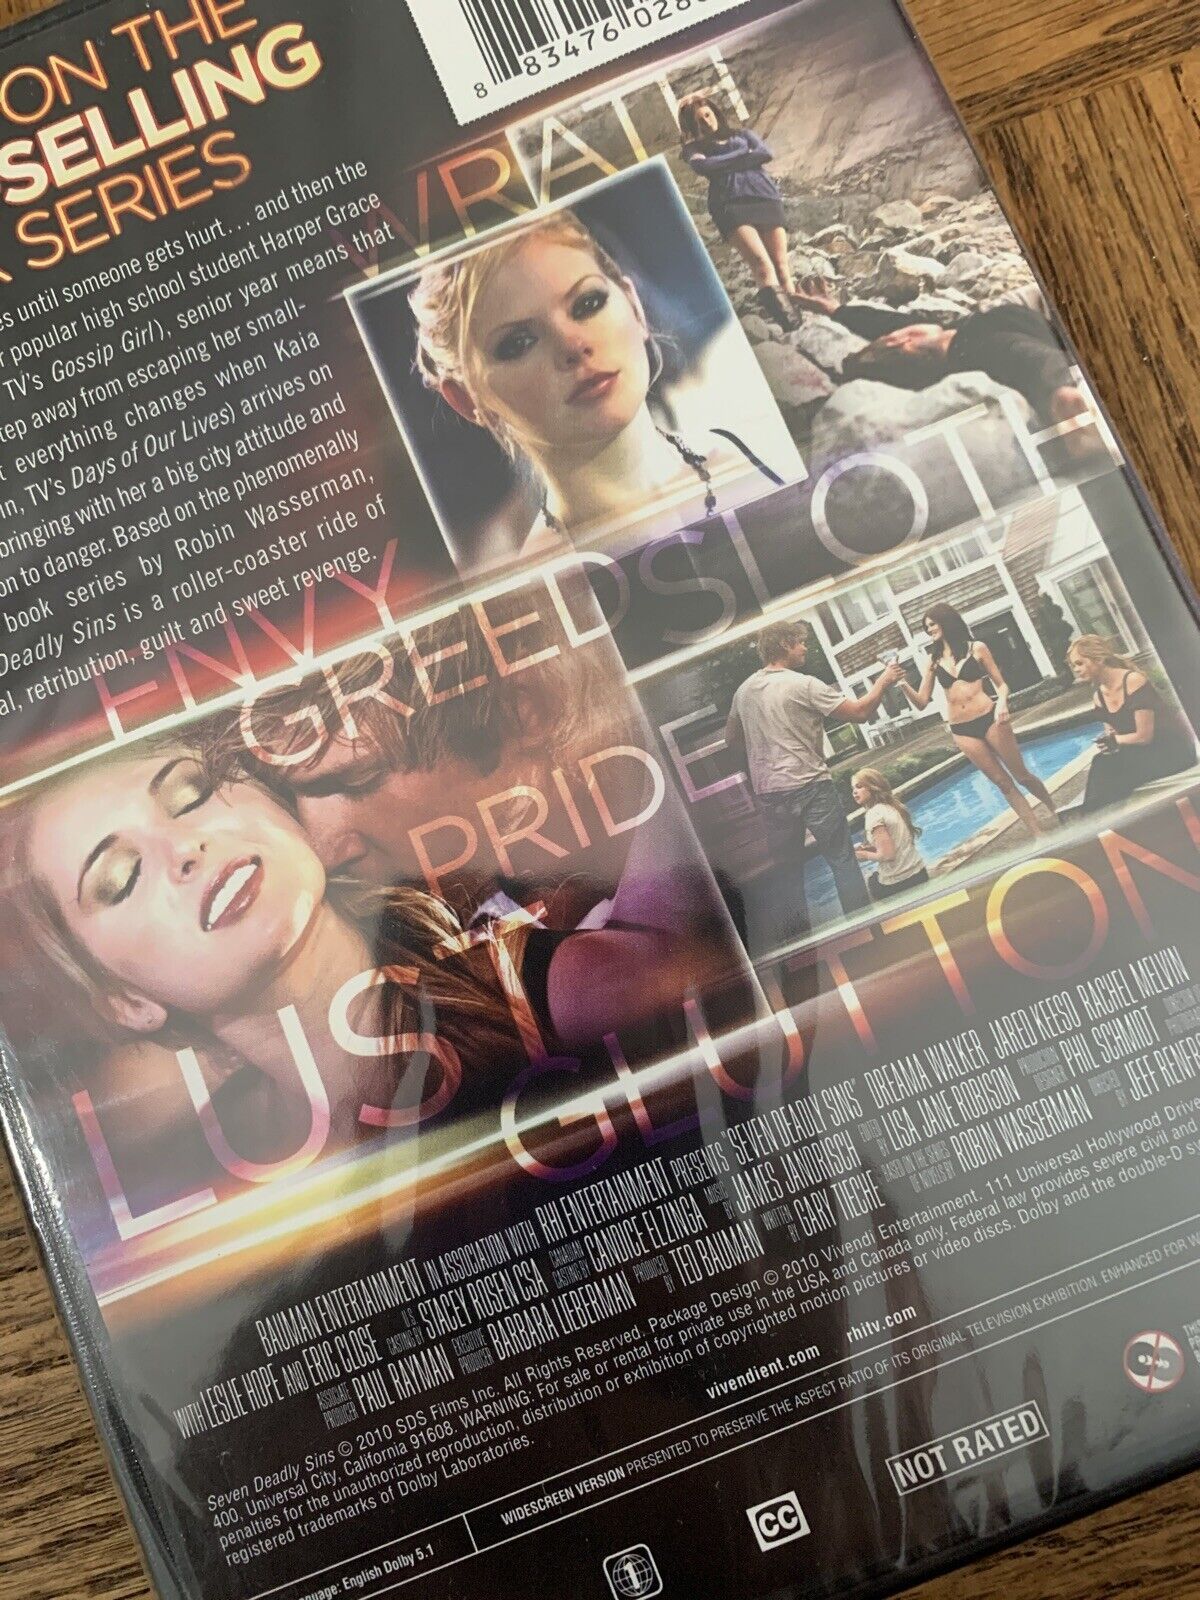 ON THE
SELLING
SERIES
8 83476 028
until someone gets hurt... and then the
popular high school student Harper Grace
TV's Gossip Girl), senior year means that
away from escaping her small-
everything changes when Kaia
TV's Days of Our Lives) arrives on
bringing with her a big city attitude and
to danger. Based on the phenomenally
book series by Robin Wasserman,
Deadly Sins is a roller-coaster ride of
retribution, guilt and sweet revenge.
WRATH
ENVY
GREED SLOTH
PRIDE
LUST
GLUTTON
BAUMAN ENTERTAINMENT IN ASSOCIATION WITH RHI ENTERTAINMENT PRESENTS "SEVEN DEADLY SINS" DREAMA WALKER JARED KEESO RACHEL MELVIN
WITH LESLIE HOPE AND ERIC CLOSE U.S. CASTING BY STACEY ROSEN CSA CANADIAN CASTING BY CANDICE ELZINGA MUSIC BY JAMES JANDRISCH EDITED BY LISA JANE ROBISON PRODUCTION DESIGNER PHIL SCHMIDT
ASSOCIATE PRODUCER PAUL RAYMAN EXECUTIVE PRODUCER BARBARA LIEBERMAN PRODUCED BY TED BAUMAN WRITTEN BY GARY TIECHE BASED ON THE SERIES OF NOVELS BY ROBIN WASSERMAN DIRECTED BY JEFF
Seven Deadly Sins © 2010 SDS Films Inc. All Rights Reserved. Package Design © 2010 Vivendi Entertainment. 111 Universal Hollywood Drive
400, Universal City, California 91608. WARNING: For sale or rental for private use in the USA and Canada only. Federal law provides severe civil and
penalties for the unauthorized reproduction, distribution or exhibition of copyrighted motion pictures or video discs. Dolby and the double-D
registered trademarks of Dolby Laboratories.
vivendient.com rhitv.com
English Dolby 5.1
WIDESCREEN VERSION PRESENTED TO PRESERVE THE ASPECT RATIO OF ITS ORIGINAL TELEVISION EXHIBITION. ENHANCED FOR
1
CC
NOT RATED